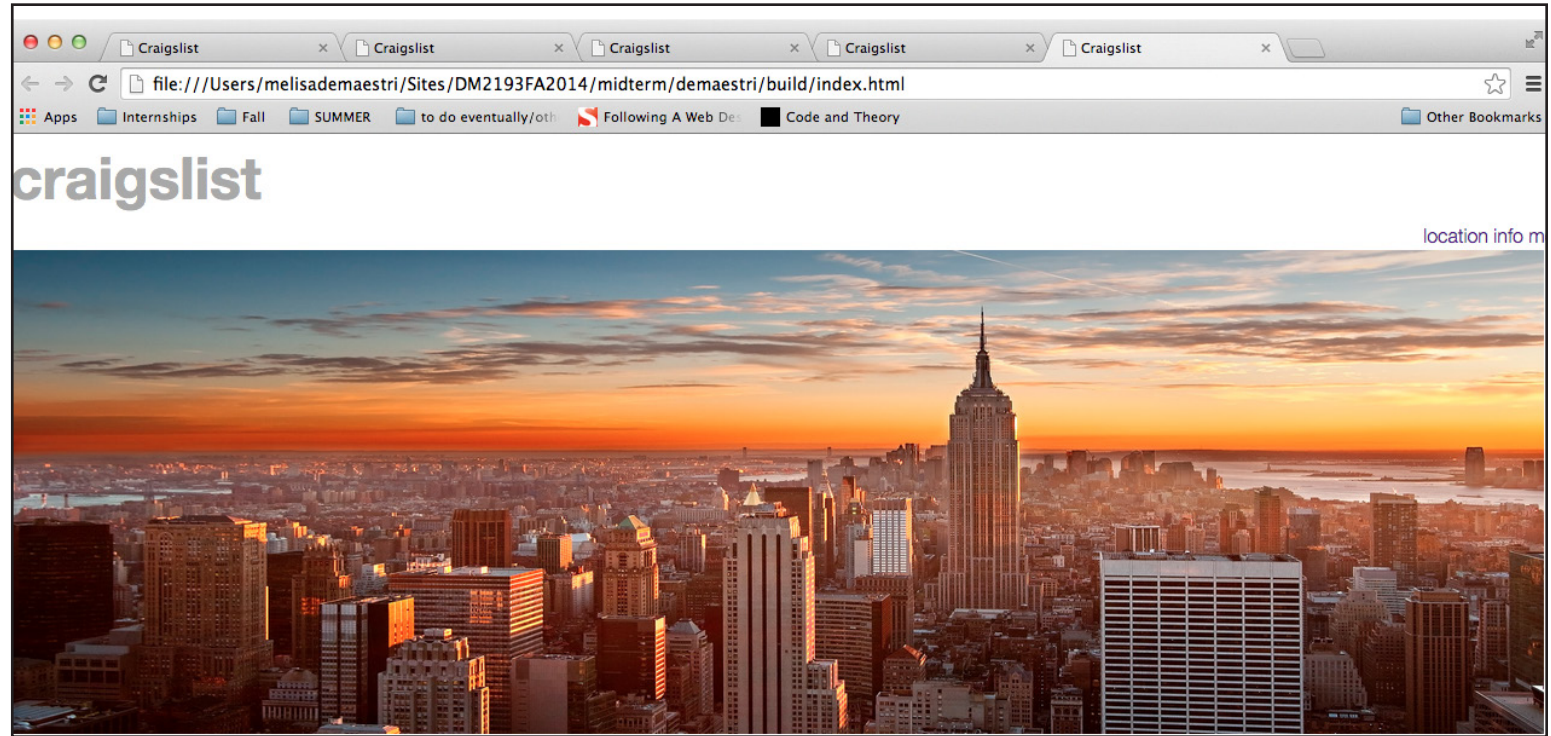 Craigslist Craigslist Craigslist Craigslist Craigslist
file:///Users/melisademaestri/Sites/DM2193FA2014/midterm/demaestri/build/index.html
Apps Internships Fall SUMMER to do eventually/oth Following A Web Des Code and Theory Other Bookmarks
craigslist
location info m